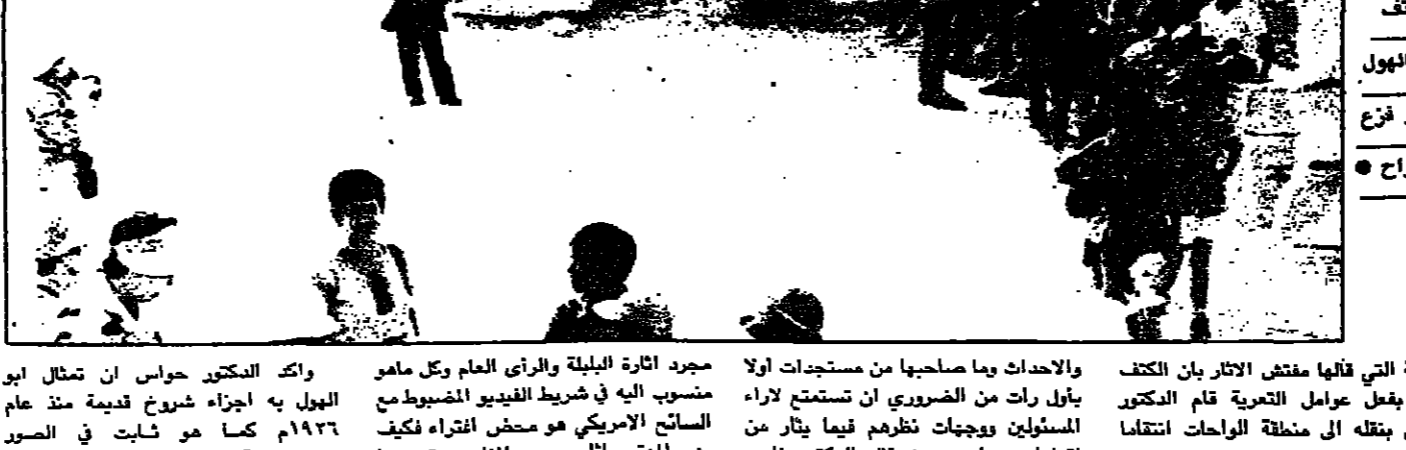 الهول
فزع
ة التي قالها مفتش الاثار بان الكتف
بفعل عوامل التعرية قام الدكتور
بنقله الى منطقة الواحات انتقاما
والاحداث وما صاحبها من مستجدات أولا
بأول رات من الضروري ان تستمتع لاراء
المسئولين ووجهات نظرهم فيما يثار من
مجرد اثارة البلبلة والرأى العام وكل ماهو
منسوب اليه في شريط الفيديو المضبوط مع
السائح الامريكي هو محض افتراء فكيف
واكد الدكتور حواس ان تمثال ابو
الهول به اجزاء شروخ قديمة منذ عام
١٩٢٦م كما هو ثابت في الصور